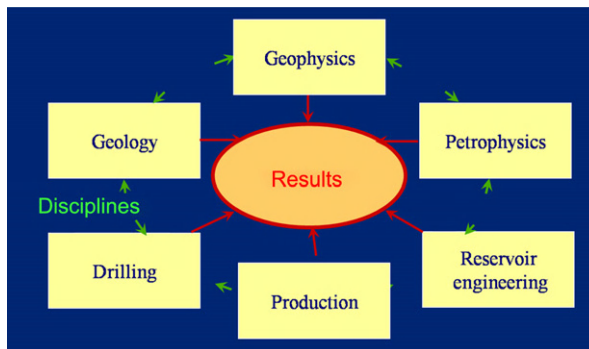 Geophysics
Geology
Petrophysics
Results
Disciplines
Drilling
Reservoir
engineering
Production